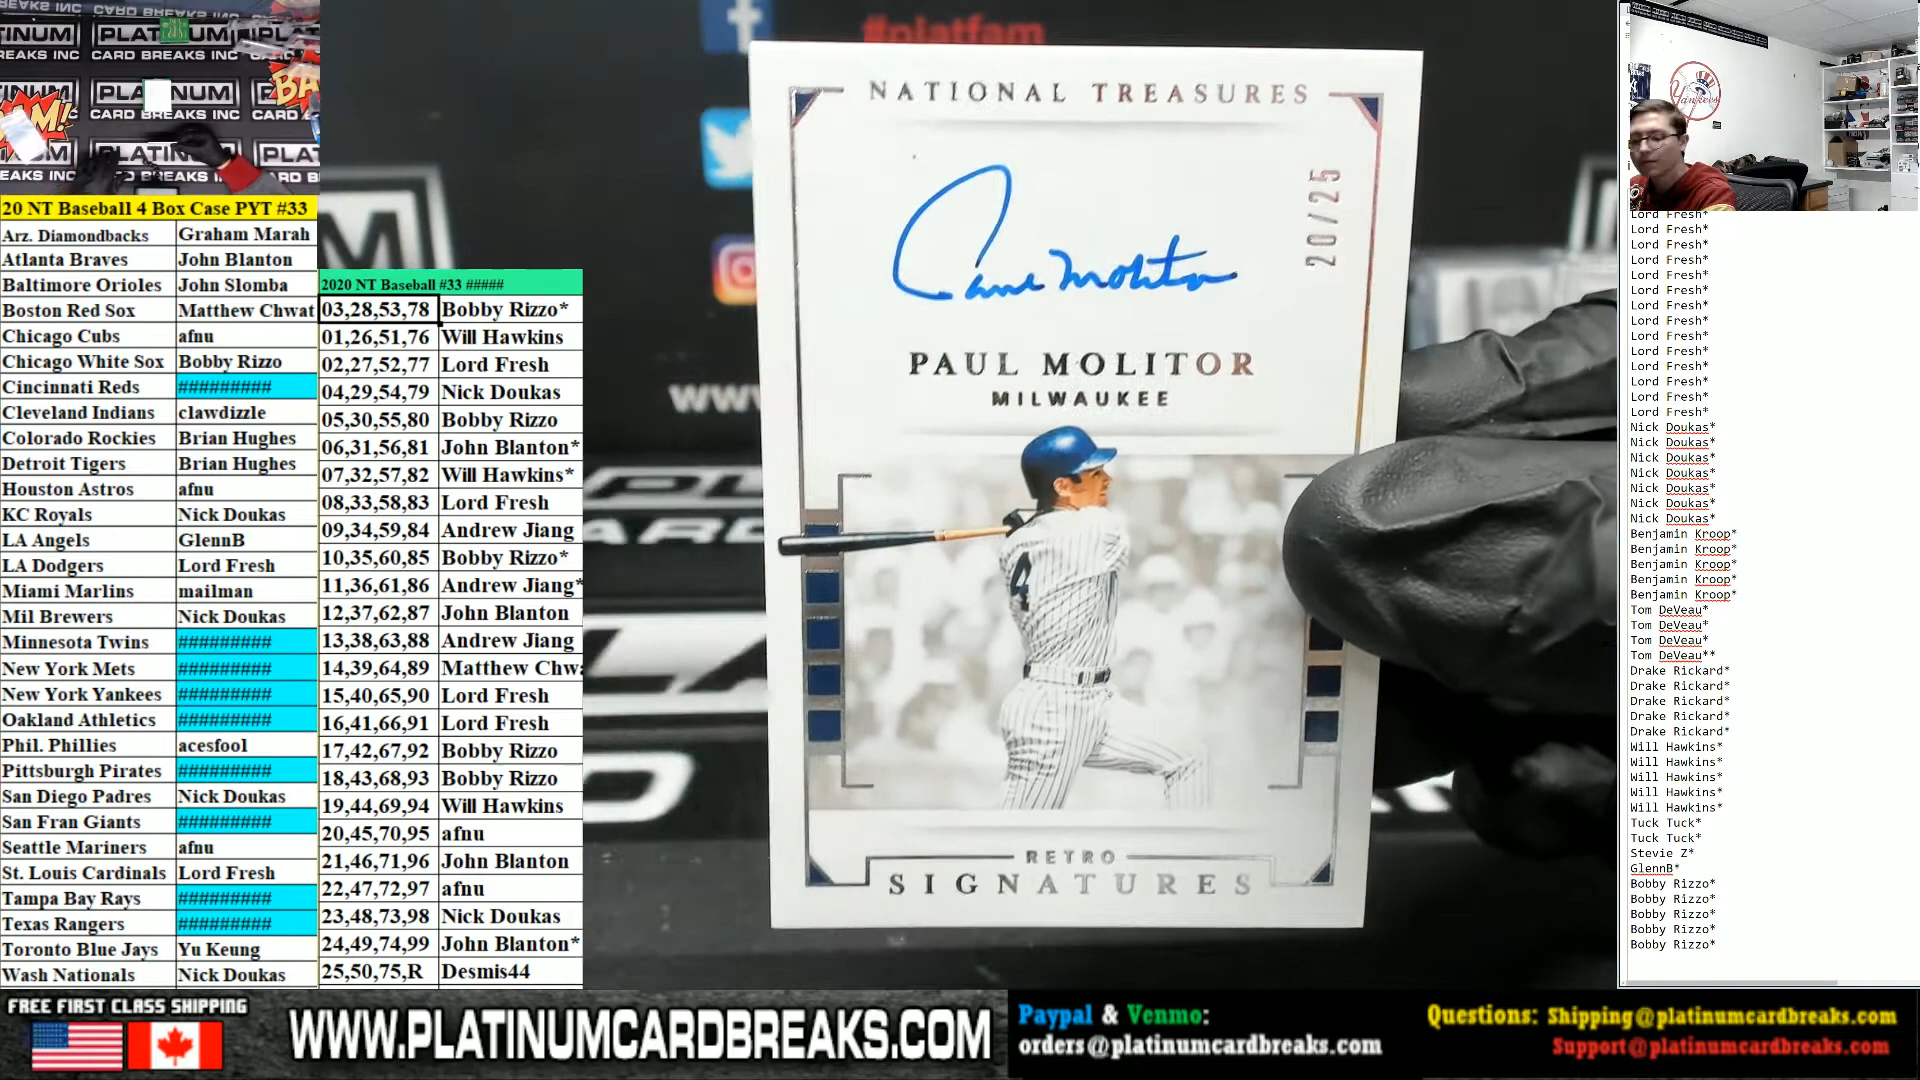 PLATINUM
BREAKS INC
CARD BREAKS INC
20 NT Baseball 4 Box Case PYT #33
Arz. Diamondbacks Graham Marah
Atlanta Braves John Blanton
Baltimore Orioles John Slomba
Boston Red Sox Matthew Chwat
Chicago Cubs afnu
Chicago White Sox Bobby Rizzo
Cincinnati Reds #########
Cleveland Indians clawdizzle
Colorado Rockies Brian Hughes
Detroit Tigers Brian Hughes
Houston Astros afnu
KC Royals Nick Doukas
LA Angels GlennB
LA Dodgers Lord Fresh
Miami Marlins mailman
Mil Brewers Nick Doukas
Minnesota Twins #########
New York Mets #########
New York Yankees #########
Oakland Athletics #########
Phil. Phillies acesfool
Pittsburgh Pirates #########
San Diego Padres Nick Doukas
San Fran Giants #########
Seattle Mariners afnu
St. Louis Cardinals Lord Fresh
Tampa Bay Rays #########
Texas Rangers #########
Toronto Blue Jays Yu Keung
Wash Nationals Nick Doukas
2020 NT Baseball #33 #####
03,28,53,78 Bobby Rizzo*
01,26,51,76 Will Hawkins
02,27,52,77 Lord Fresh
04,29,54,79 Nick Doukas
05,30,55,80 Bobby Rizzo
06,31,56,81 John Blanton*
07,32,57,82 Will Hawkins*
08,33,58,83 Lord Fresh
09,34,59,84 Andrew Jiang
10,35,60,85 Bobby Rizzo*
11,36,61,86 Andrew Jiang*
12,37,62,87 John Blanton
13,38,63,88 Andrew Jiang
14,39,64,89 Matthew Chwa
15,40,65,90 Lord Fresh
16,41,66,91 Lord Fresh
17,42,67,92 Bobby Rizzo
18,43,68,93 Bobby Rizzo
19,44,69,94 Will Hawkins
20,45,70,95 afnu
21,46,71,96 John Blanton
22,47,72,97 afnu
23,48,73,98 Nick Doukas
24,49,74,99 John Blanton*
25,50,75,R Desmis44
#platfam
www
NATIONAL TREASURES
Paul Molitor
20/25
PAUL MOLITOR
MILWAUKEE
4
RETRO
SIGNATURES
Yankees
Lord Fresh*
Lord Fresh*
Lord Fresh*
Lord Fresh*
Lord Fresh*
Lord Fresh*
Lord Fresh*
Lord Fresh*
Lord Fresh*
Lord Fresh*
Lord Fresh*
Lord Fresh*
Lord Fresh*
Lord Fresh*
Nick Doukas*
Nick Doukas*
Nick Doukas*
Nick Doukas*
Nick Doukas*
Nick Doukas*
Nick Doukas*
Benjamin Kroop*
Benjamin Kroop*
Benjamin Kroop*
Benjamin Kroop*
Benjamin Kroop*
Tom DeVeau*
Tom DeVeau*
Tom DeVeau*
Tom DeVeau**
Drake Rickard*
Drake Rickard*
Drake Rickard*
Drake Rickard*
Drake Rickard*
Will Hawkins*
Will Hawkins*
Will Hawkins*
Will Hawkins*
Will Hawkins*
Tuck Tuck*
Tuck Tuck*
Stevie Z*
GlennB*
Bobby Rizzo*
Bobby Rizzo*
Bobby Rizzo*
Bobby Rizzo*
Bobby Rizzo*
FREE FIRST CLASS SHIPPING
WWW.PLATINUMCARDBREAKS.COM
Paypal & Venmo:
orders@platinumcardbreaks.com
Questions: Shipping@platinumcardbreaks.com
Support@platinumcardbreaks.com